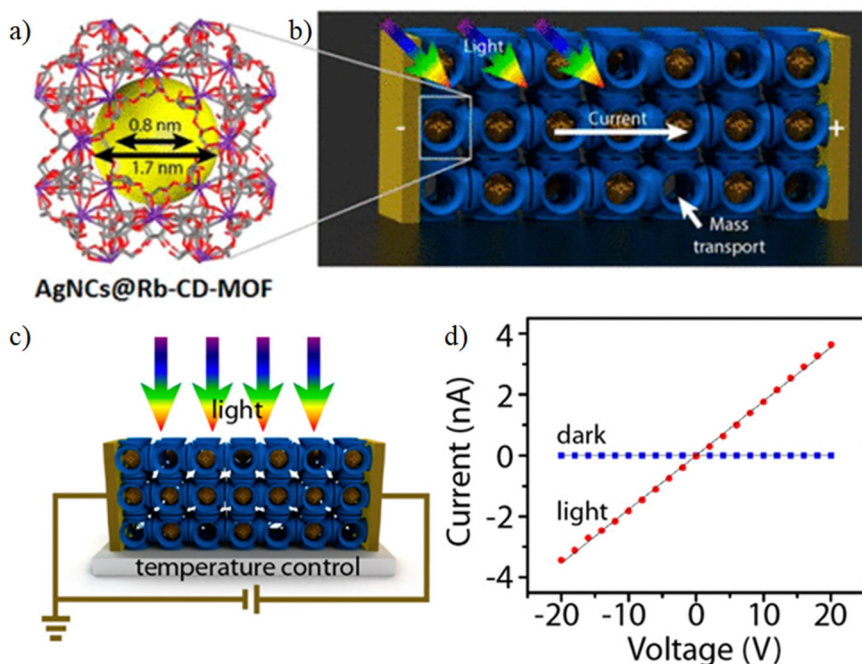 a)
0.8 nm
1.7 nm
AgNCs@Rb-CD-MOF
b)
Light
-
Current
+
Mass
transport
c)
light
temperature control
d)
Current (nA)
4
2
0
-2
-4
dark
light
-20
-10
0
10
20
Voltage (V)